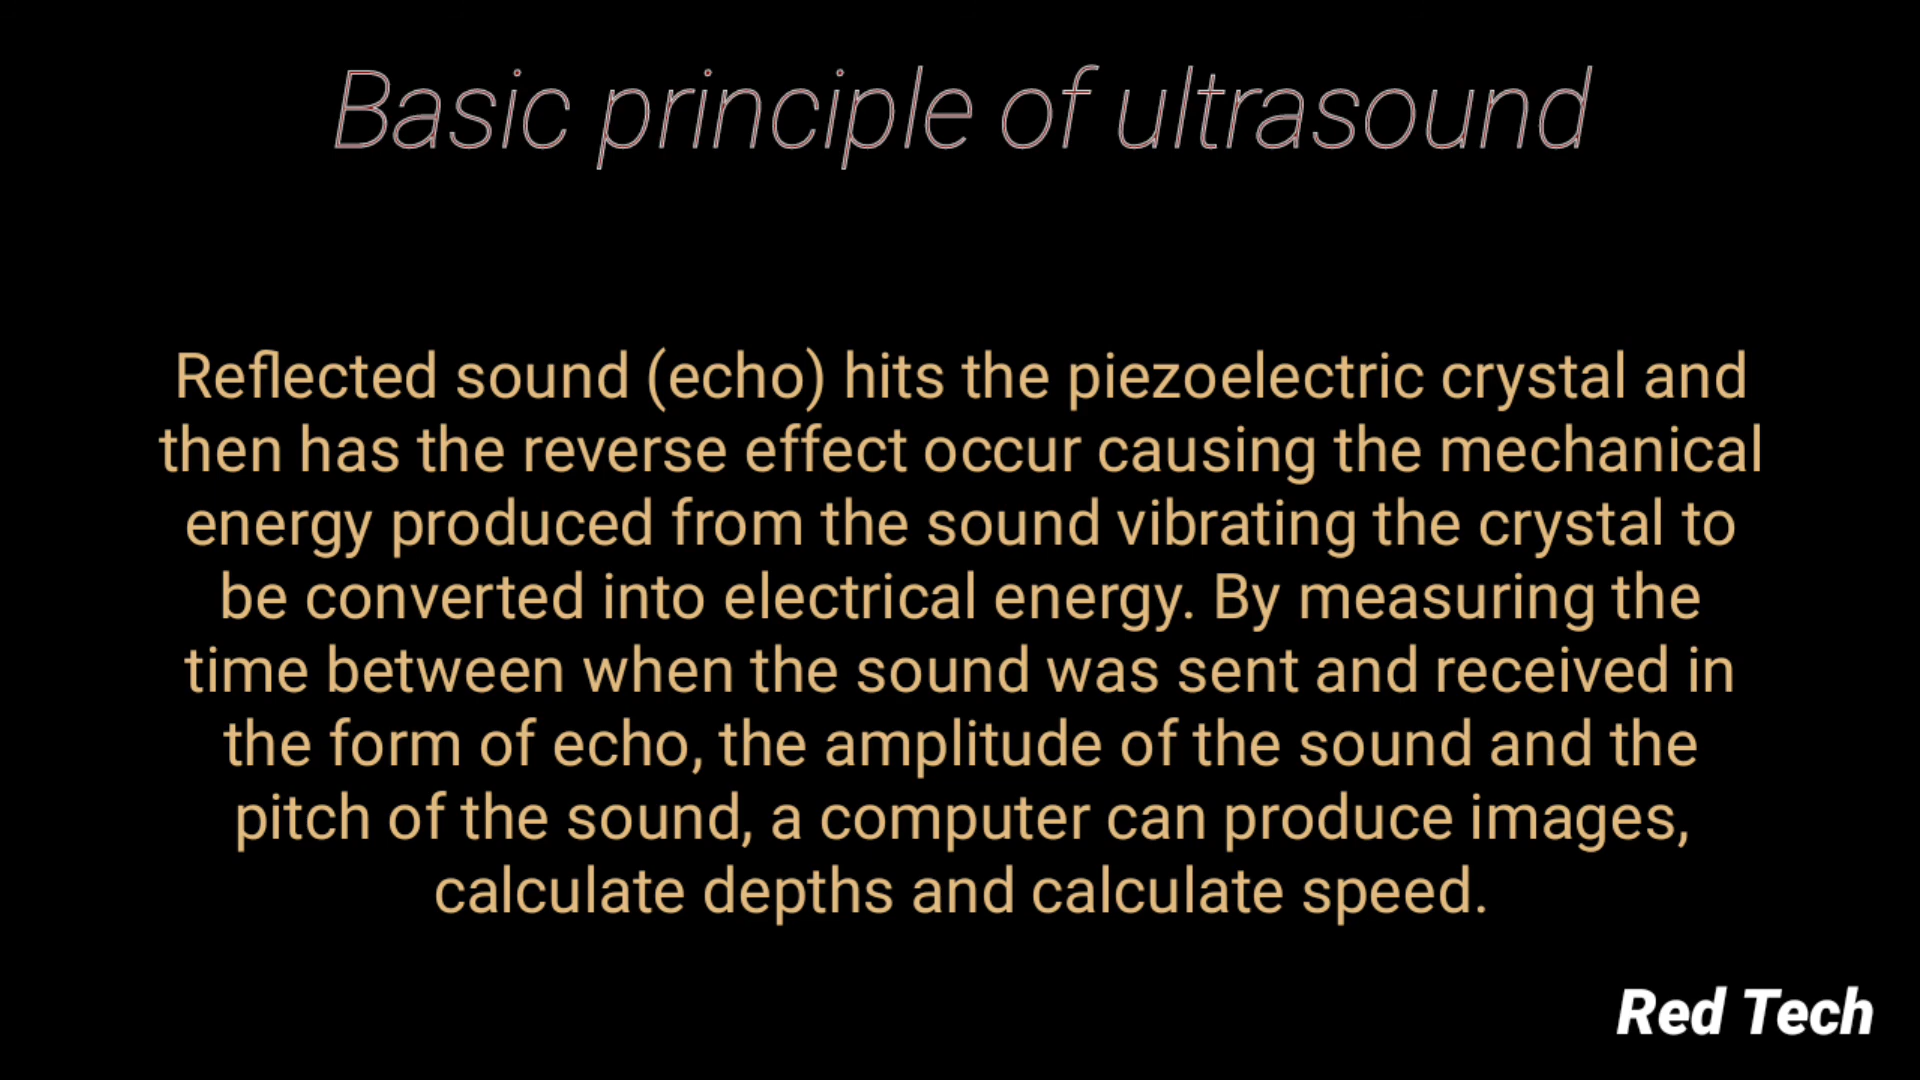 Basic principle of ultrasound
Reflected sound (echo) hits the piezoelectric crystal and
then has the reverse effect occur causing the mechanical
energy produced from the sound vibrating the crystal to
be converted into electrical energy. By measuring the
time between when the sound was sent and received in
the form of echo, the amplitude of the sound and the
pitch of the sound, a computer can produce images,
calculate depths and calculate speed.
Red Tech